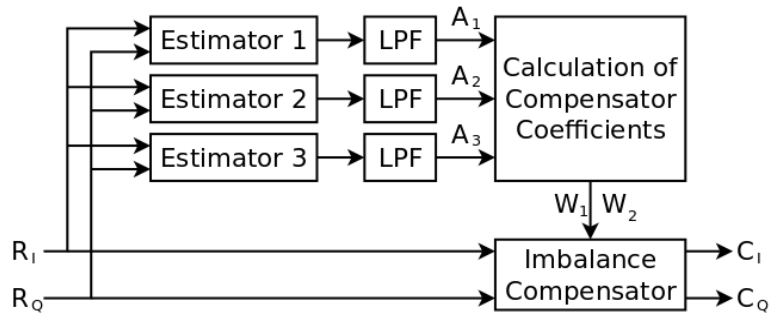 Estimator 1
LPF
A1
Estimator 2
LPF
A2
Estimator 3
LPF
A3
Calculation of
Compensator
Coefficients
W1 W2
RI
RQ
Imbalance
Compensator
CI
CQ